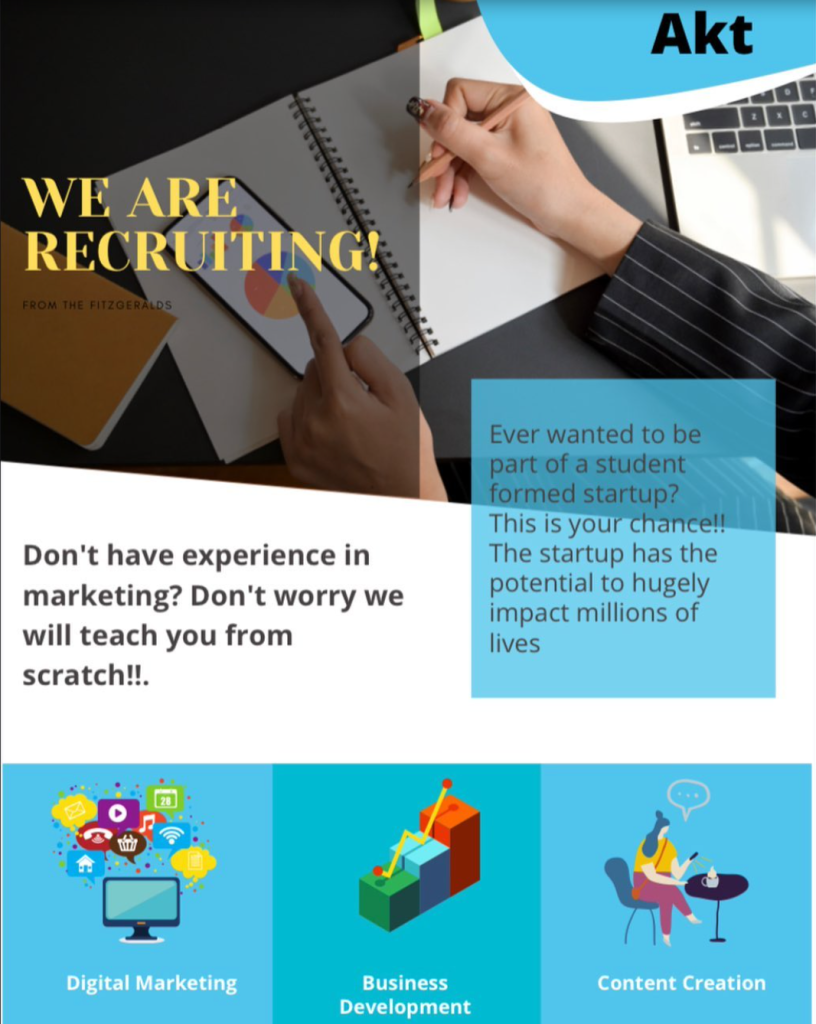 Akt
WE ARE
RECRUITING!
FROM THE FITZGERALDS
Ever wanted to be
part of a student
formed startup?
This is your chance!!
The startup has the
potential to hugely
impact millions of
lives
Don't have experience in
marketing? Don't worry we
will teach you from
scratch!!.
28
Digital Marketing
Business
Development
Content Creation